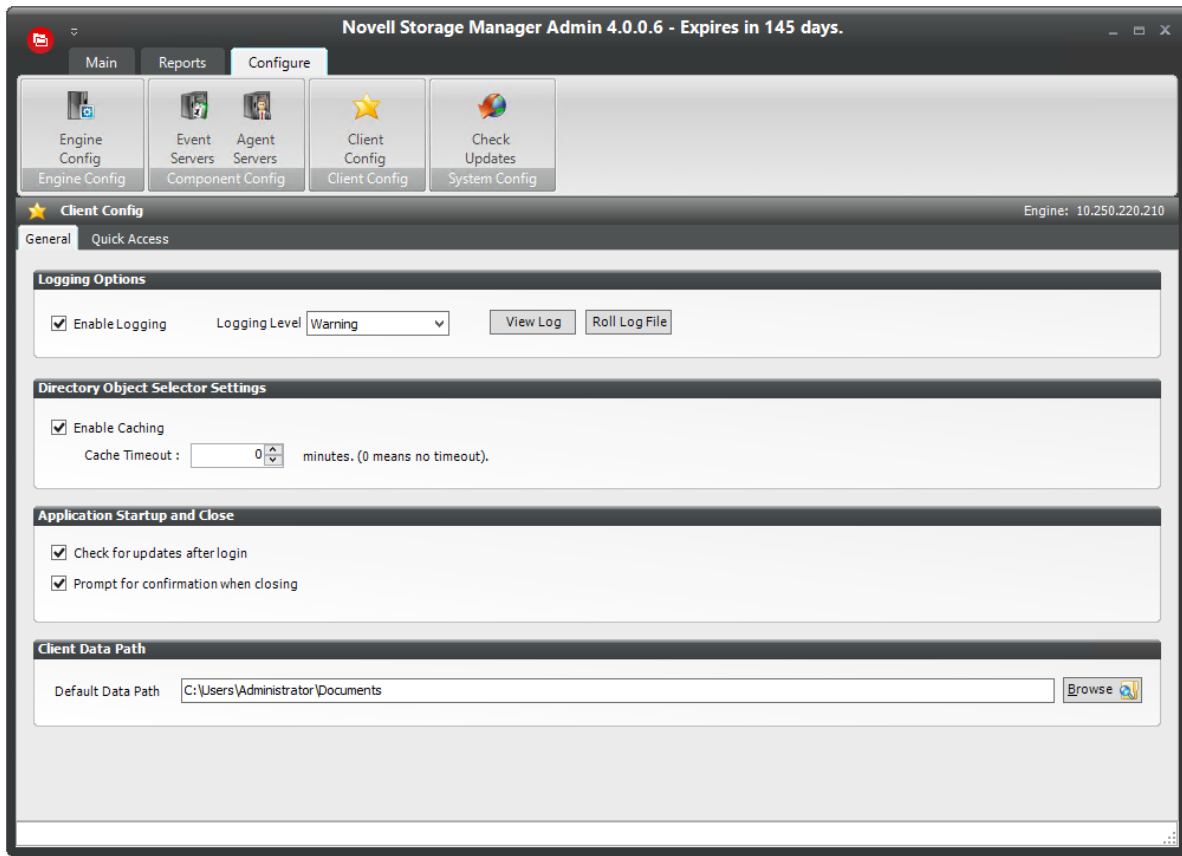 Novell Storage Manager Admin 4.0.0.6 - Expires in 145 days.
Main Reports Configure
Engine Config
Event Servers
Agent Servers
Client Config
Check Updates
Engine Config Component Config Client Config System Config
Client Config Engine: 10.250.220.210
General Quick Access
Logging Options
Enable Logging Logging Level Warning View Log Roll Log File
Directory Object Selector Settings
Enable Caching
Cache Timeout : 0 minutes. (0 means no timeout).
Application Startup and Close
Check for updates after login
Prompt for confirmation when closing
Client Data Path
Default Data Path C:\Users\Administrator\Documents Browse